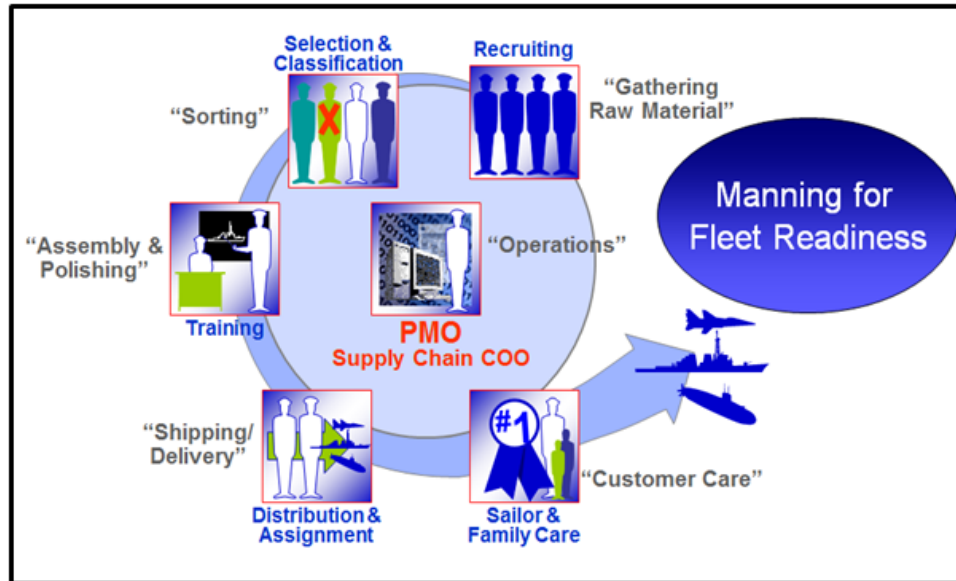 Selection &
Classification
Recruiting
“Gathering
Raw Material”
“Sorting”
Manning for
Fleet Readiness
“Assembly &
Polishing”
“Operations”
Training
PMO
Supply Chain COO
#1
“Shipping/
Delivery”
“Customer Care”
Distribution &
Assignment
Sailor &
Family Care